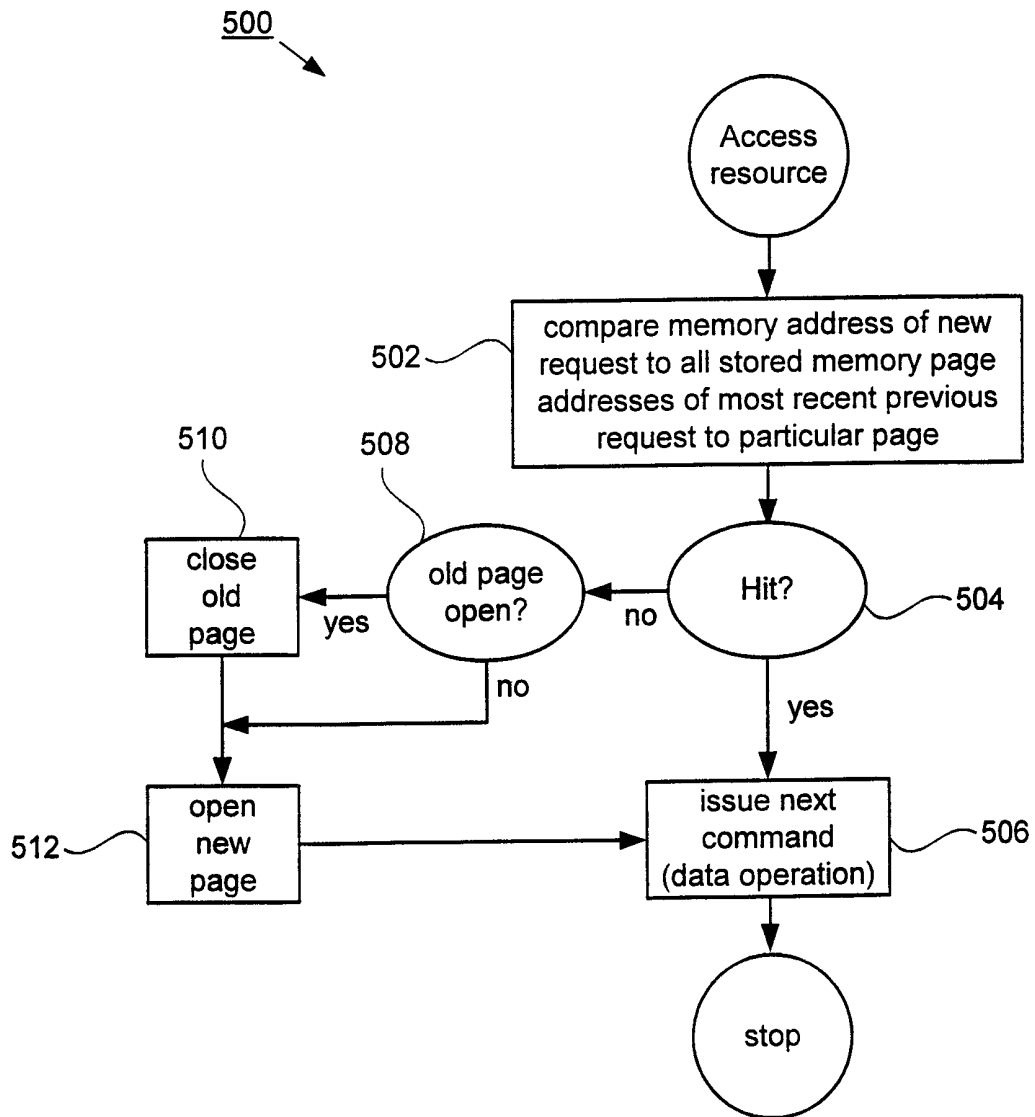 500
Access
resource
502
compare memory address of new
request to all stored memory page
addresses of most recent previous
request to particular page
510
508
close
old
page
yes
old page
open?
no
Hit?
504
no
yes
512
open
new
page
issue next
command
(data operation)
506
stop